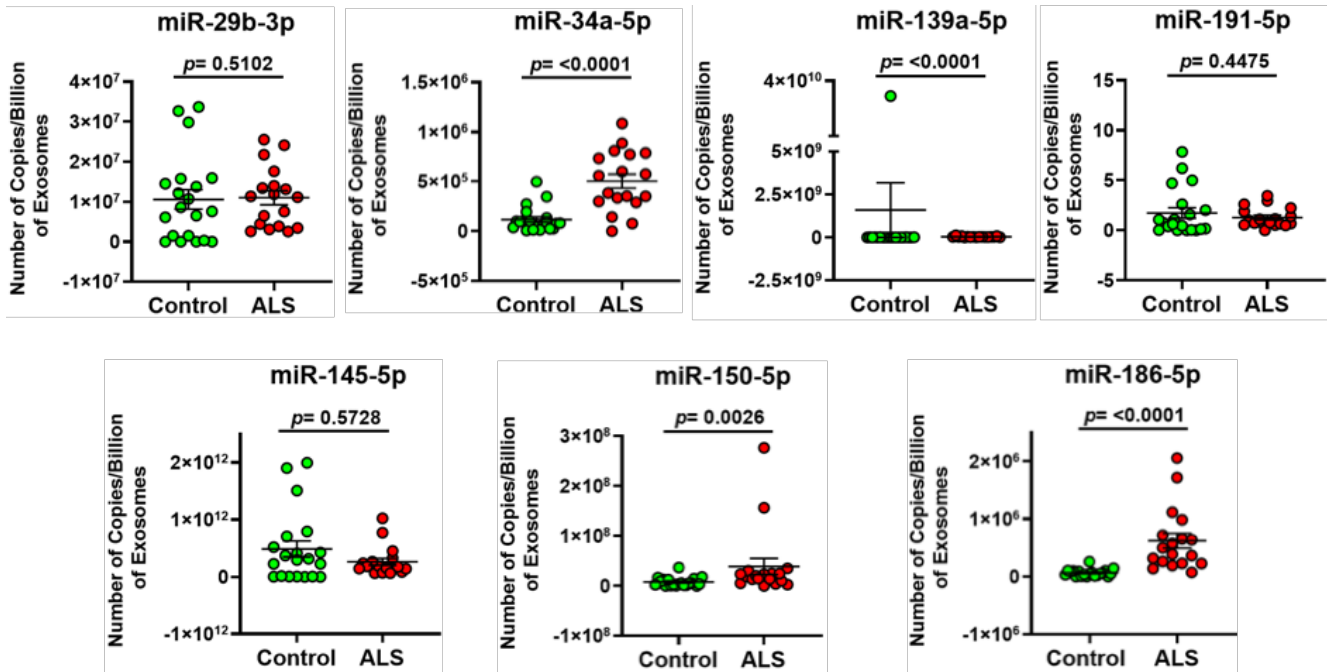 miR-29b-3p
p= 0.5102
Number of Copies/Billion
of Exosomes
4×10⁷
3×10⁷
2×10⁷
1×10⁷
0
-1×10⁷
Control ALS
miR-34a-5p
p= <0.0001
Number of Copies/Billion
of Exosomes
1.5×10⁶
1×10⁶
5×10⁵
0
-5×10⁵
Control ALS
miR-139a-5p
p= <0.0001
Number of Copies/Billion
of Exosomes
4×10¹⁰
5×10⁹
2.5×10⁹
0
-2.5×10⁹
Control ALS
miR-191-5p
p= 0.4475
Number of Copies/Billion
of Exosomes
15
10
5
0
-5
Control ALS
miR-145-5p
p= 0.5728
Number of Copies/Billion
of Exosomes
2×10¹²
1×10¹²
0
-1×10¹²
Control ALS
miR-150-5p
p= 0.0026
Number of Copies/Billion
of Exosomes
3×10⁸
2×10⁸
1×10⁸
0
-1×10⁸
Control ALS
miR-186-5p
p= <0.0001
Number of Copies/Billion
of Exosomes
2×10⁶
1×10⁶
0
-1×10⁶
Control ALS